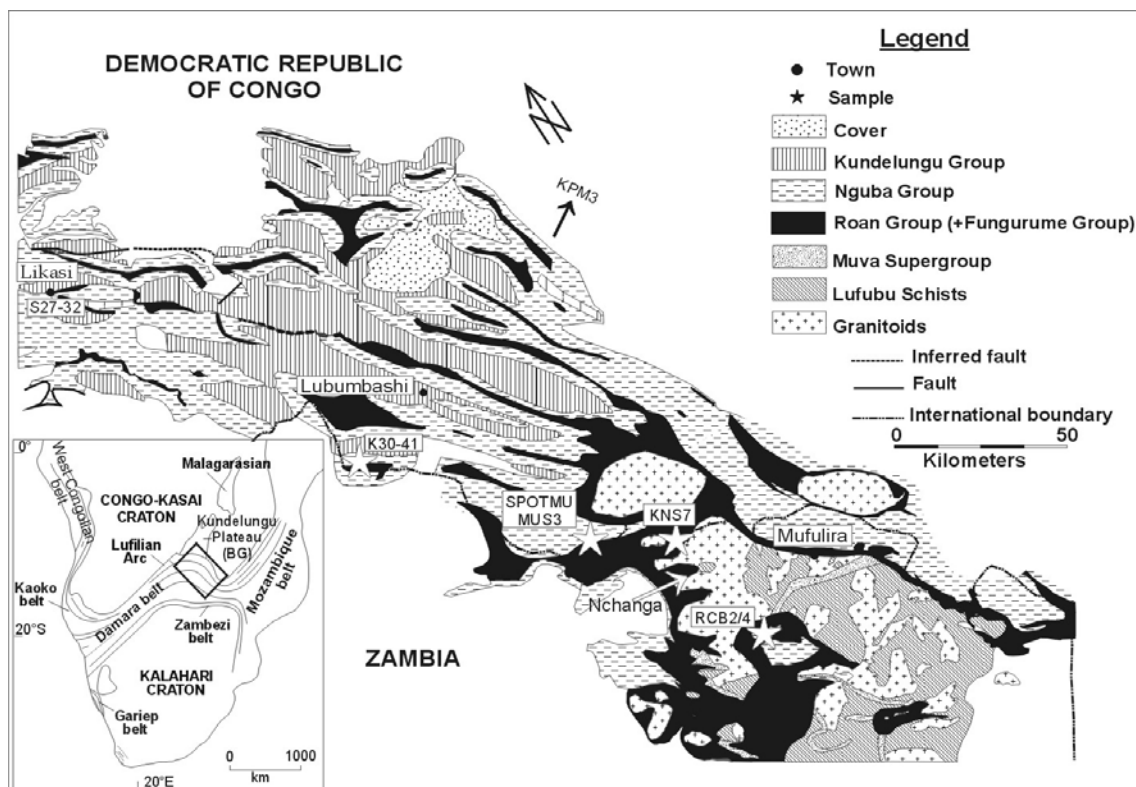 DEMOCRATIC REPUBLIC
OF CONGO
Legend
Town
Sample
Cover
Kundelungu Group
Nguba Group
Roan Group (+Fungurume Group)
Muva Supergroup
Lufubu Schists
Granitoids
Inferred fault
Fault
International boundary
0 50
Kilometers
KPM3
Likasi
S27-32
Lubumbashi
K30-41
SPOTMU
MUS3
KNS7
Mufulira
Nchanga
RCB2/4
ZAMBIA
0°
West Congolian
belt
Malagarasian
CONGO-KASAI
CRATON
Kundelungu
Plateau
(BG)
Lufilian
Arc
Mozambique
belt
Kaoko
belt
Damara belt
20°S
Zambezi
belt
KALAHARI
CRATON
Gariep
belt
0 1000
km
20°E